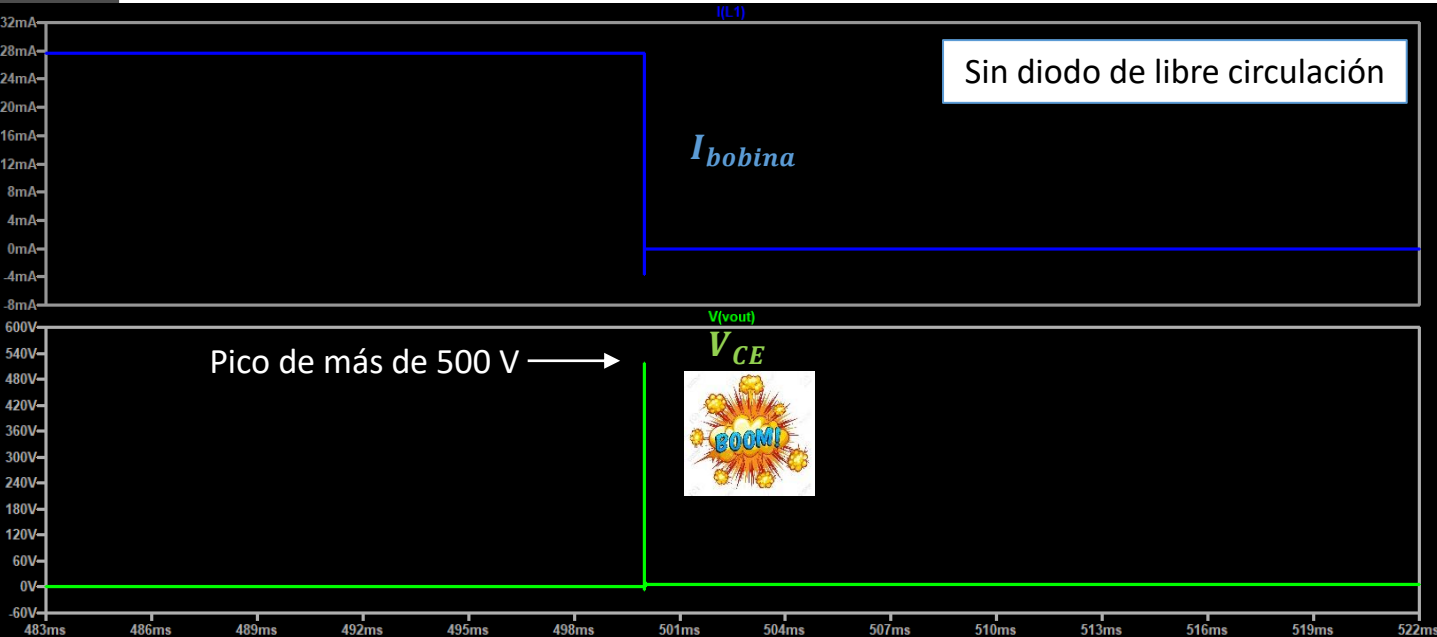 I(L1)
32mA
28mA
24mA
20mA
16mA
12mA
8mA
4mA
0mA
-4mA
-8mA
Sin diodo de libre circulación
I_bobina
V(vout)
600V
540V
480V
420V
360V
300V
240V
180V
120V
60V
0V
-60V
Pico de más de 500 V
V_CE
BOOM!
483ms 486ms 489ms 492ms 495ms 498ms 501ms 504ms 507ms 510ms 513ms 516ms 519ms 522ms